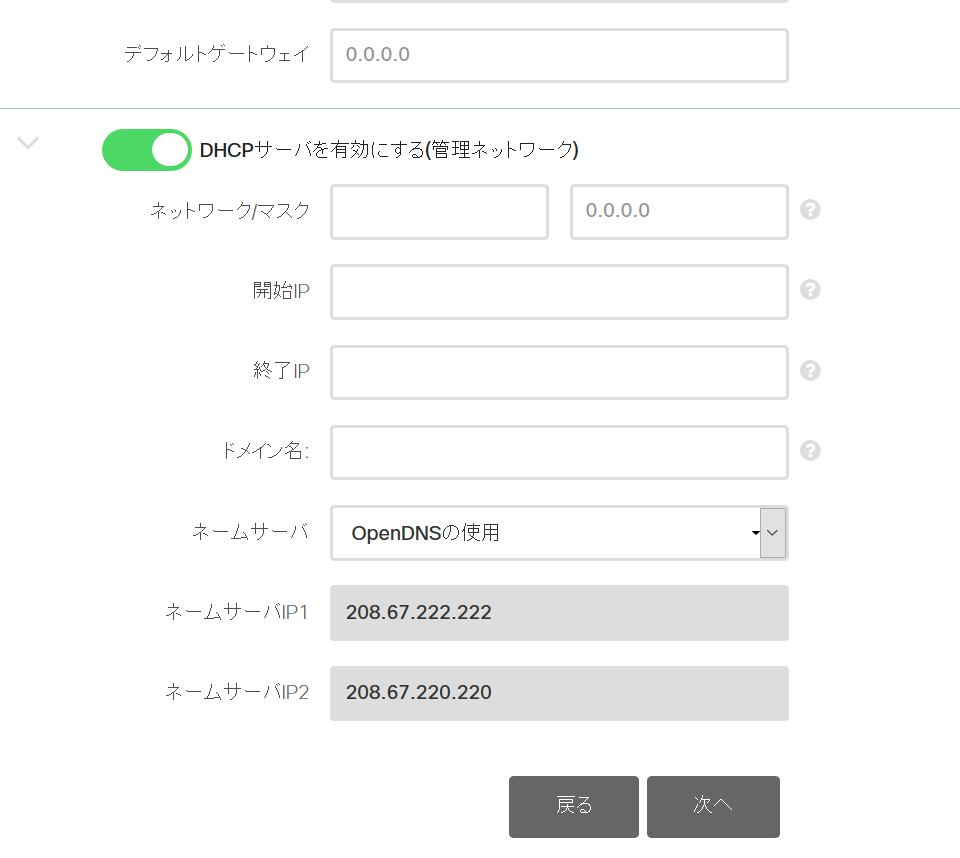 デフォルトゲートウェイ 0.0.0.0
DHCPサーバを有効にする(管理ネットワーク)
ネットワーク/マスク 0.0.0.0 ?
開始IP ?
終了IP ?
ドメイン名: ?
ネームサーバ OpenDNSの使用
ネームサーバIP1 208.67.222.222
ネームサーバIP2 208.67.220.220
戻る 次へ